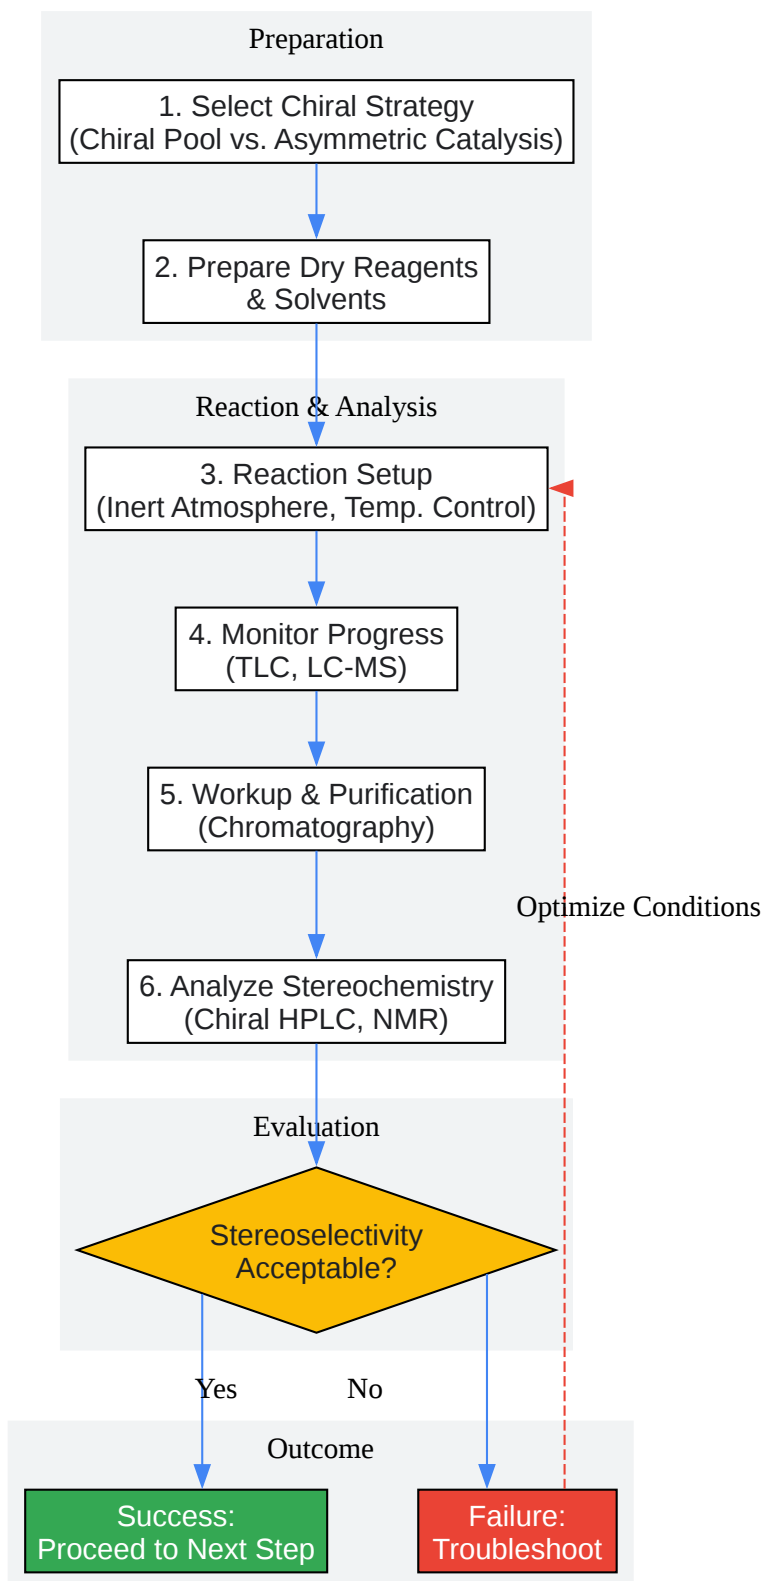 Preparation
1. Select Chiral Strategy
(Chiral Pool vs. Asymmetric Catalysis)
2. Prepare Dry Reagents
& Solvents
Reaction & Analysis
3. Reaction Setup
(Inert Atmosphere, Temp. Control)
4. Monitor Progress
(TLC, LC-MS)
5. Workup & Purification
(Chromatography)
Optimize Conditions
6. Analyze Stereochemistry
(Chiral HPLC, NMR)
Evaluation
Stereoselectivity
Acceptable?
Yes
No
Outcome
Success:
Proceed to Next Step
Failure:
Troubleshoot